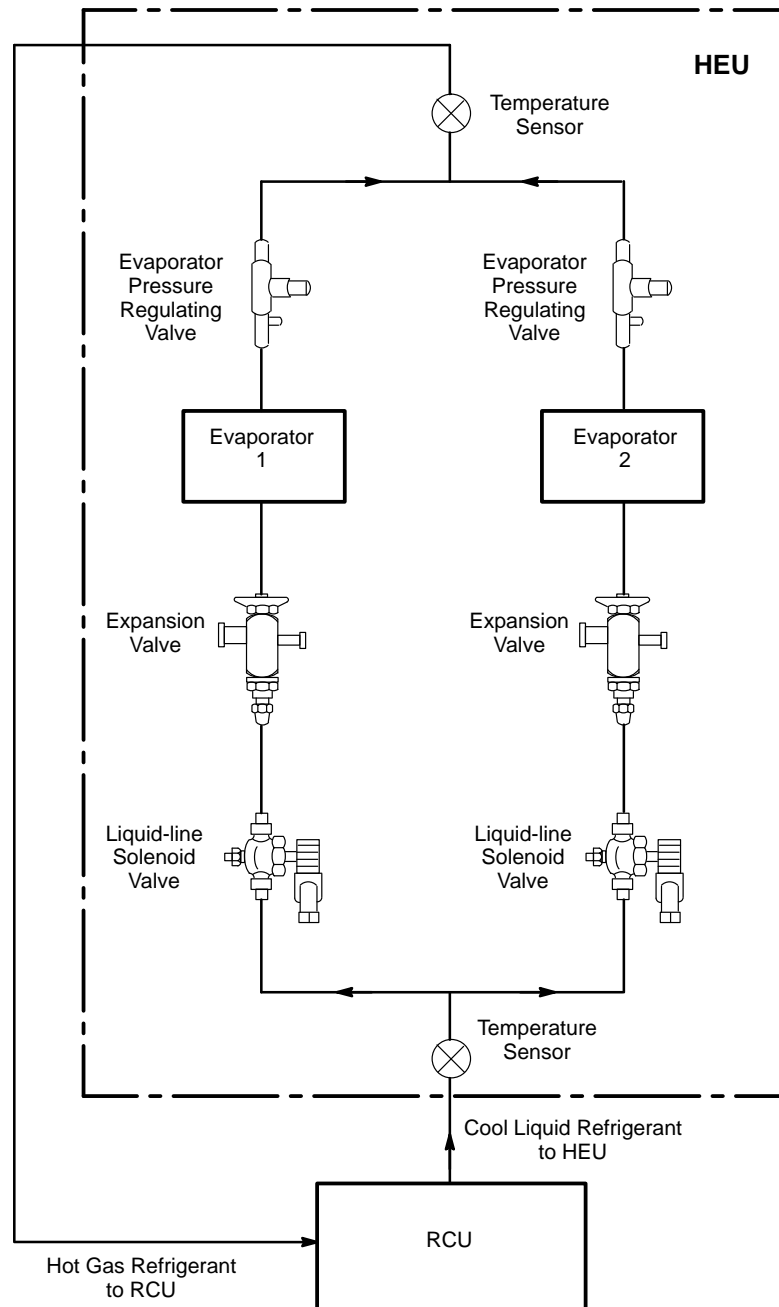 HEU
Temperature
Sensor
Evaporator
Pressure
Regulating
Valve
Evaporator
Pressure
Regulating
Valve
Evaporator
1
Evaporator
2
Expansion
Valve
Expansion
Valve
Liquid-line
Solenoid
Valve
Liquid-line
Solenoid
Valve
Temperature
Sensor
Cool Liquid Refrigerant
to HEU
RCU
Hot Gas Refrigerant
to RCU